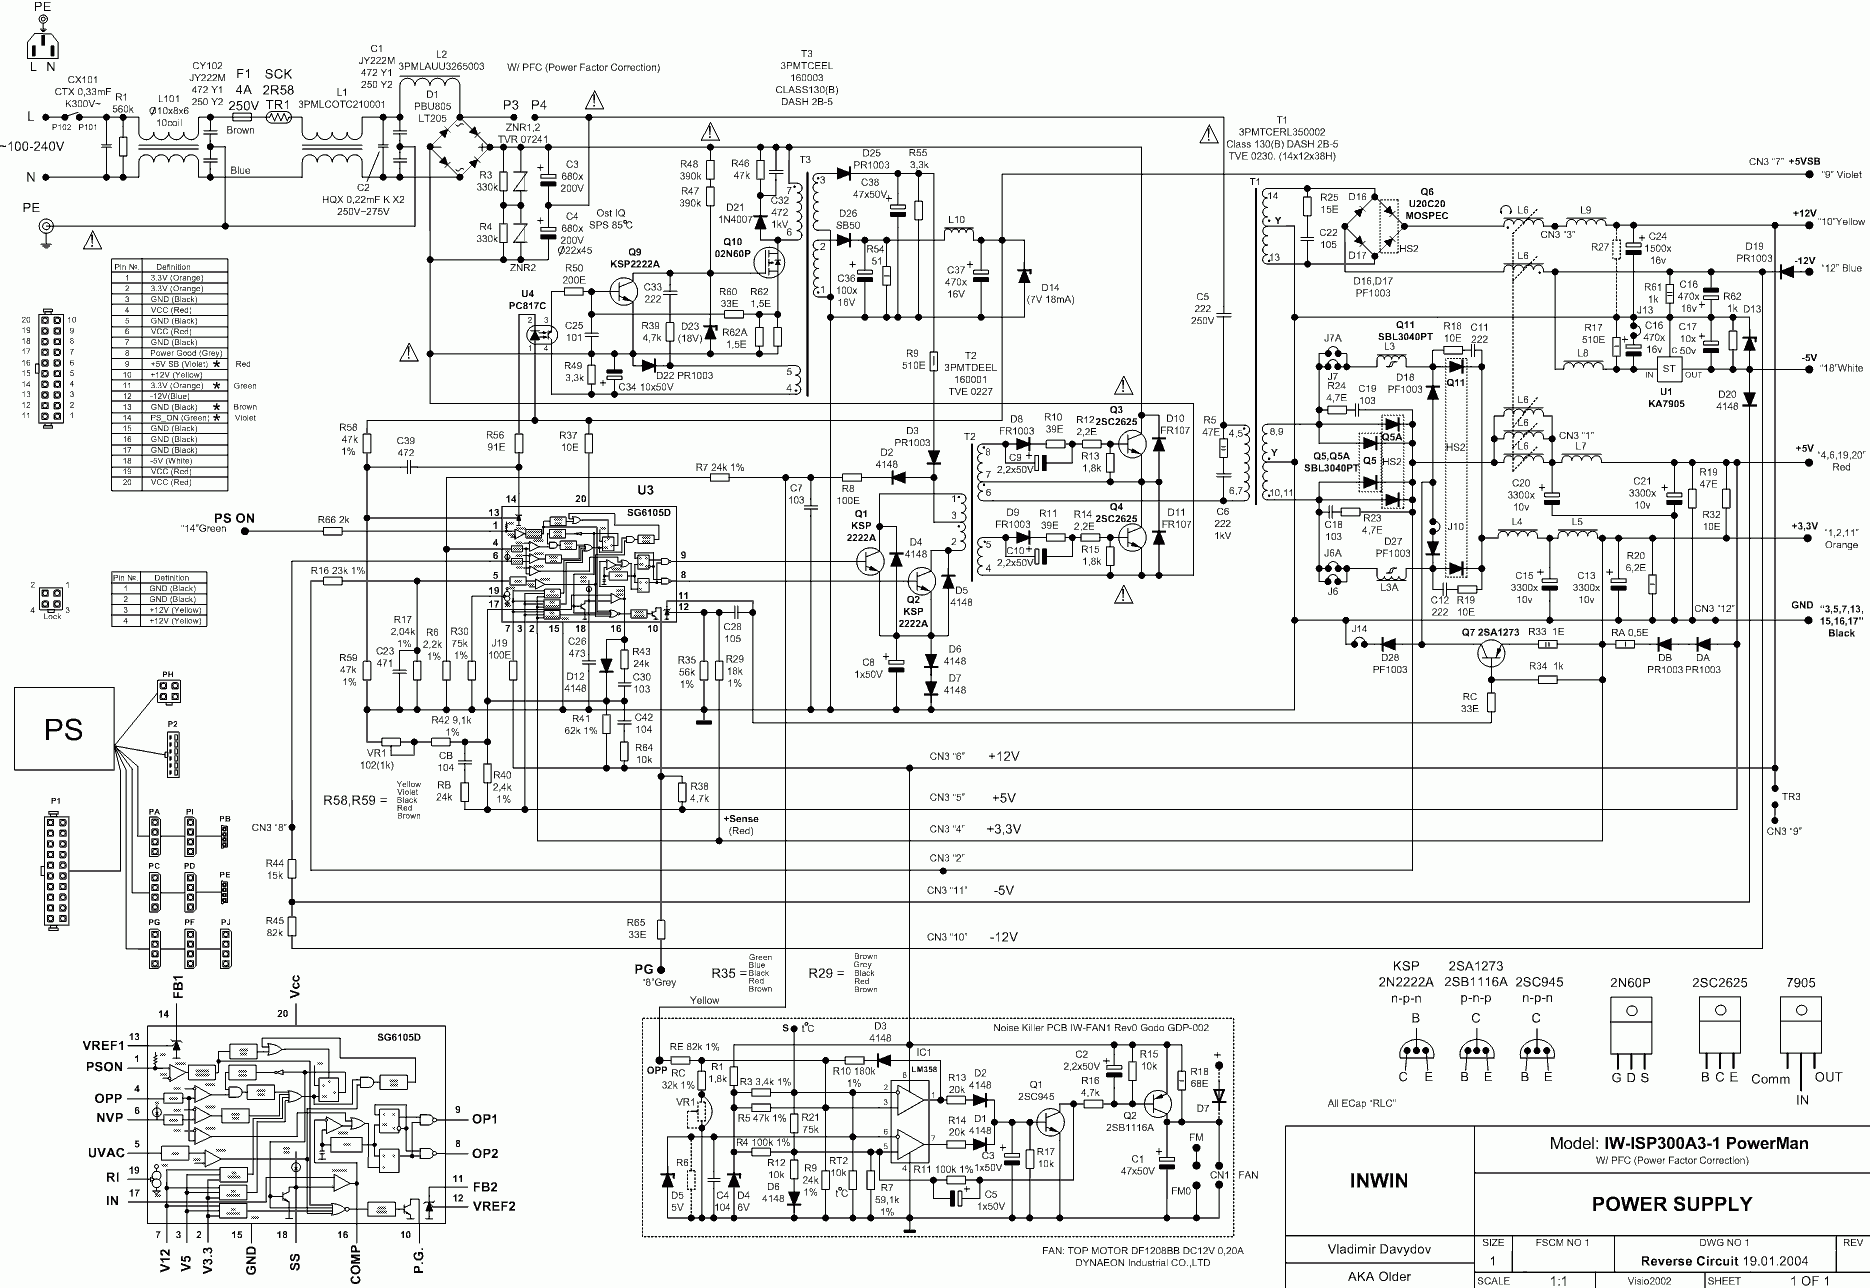 PE
L N
CX101
CTX 0,33mF
K300V~
R1
560k
L101
Ø10x8x6
10coil
CY102
JY222M
472 Y1
250 Y2
F1
4A
250V
Brown
SCK
2R58
TR1
L1
3PMLCOTC210001
C1
JY222M
472 Y1
250 Y2
L2
3PMLAUU3265003
D1
PBU805
LT205
W/ PFC (Power Factor Correction)
P3 P4
ZNR1,2
TVR 07241
T3
3PMTCEEL
160003
CLASS130(B)
DASH 2B-5
T1
3PMTCERL350002
Class 130(B) DASH 2B-5
TVE 0230. (14x12x38H)
L
P102 P101
~100-240V
N
Blue
C2
HQX 0,22mF K X2
250V~275V
PE
R3
330k
R4
330k
ZNR2
C3
680x
200V
C4
680x
200V
Ø22x45
Ost IQ
SPS 85°C
R48
390k
R47
390k
R46
47k
D21
1N4007
C32
472
1kV
Q10
02N60P
Q9
KSP2222A
R50
200E
U4
PC817C
C25
101
R49
3,3k
C33
222
R39
4,7k
D23
(18V)
R60
33E
R62
1,5E
R62A
1,5E
D22 PR1003
C34 10x50V
T3
D25
PR1003
C38
47x50V
R55
3,3k
D26
SB50
R54
51
C36
100x
16V
L10
C37
470x
16V
D14
(7V 18mA)
R9
510E
T2
3PMTDEEL
160001
TVE 0227
C5
222
250V
T1
R25
15E
C22
105
D16
D17
Q6
U20C20
MOSPEC
HS2
D16,D17
PF1003
L6
L9
CN3 "3"
R27
C24
1500x
16v
D19
PR1003
CN3 "7" +5VSB
"9" Violet
+12V
"10"Yellow
-12V
"12" Blue
R61
1k
C18
470x
16v
R62
1k
D13
J13
R17
510E
C16
470x
16v
C17
10x
50v
L8
IN ST OUT
U1
KA7905
D20
4148
-5V
"18"White
Q11
SBL3040PT
R18
10E
C11
222
J7A
J7
L3
D18
PF1003
R24
4,7E
C19
103
Q5,Q5A
SBL3040PT
Q5A
Q5
HS2
Q11
HS2
C18
103
R23
4,7E
D27
PF1003
J10
J6A
J6
L3A
C12
222
R19
10E
CN3 "1"
L7
C20
3300x
10v
C21
3300x
10v
R19
47E
R32
10E
+5V
"4,6,19,20"
Red
L4
L5
C15
3300x
10v
C13
3300x
10v
R20
6,2E
+3,3V
"1,2,11"
Orange
CN3 "12"
GND
"3,5,7,13,
15,16,17"
Black
J14
D28
PF1003
Q7 2SA1273
R33 1E
R34 1k
RC
33E
RA 0,5E
DB
PR1003
DA
PR1003
Pin №. Definition
1 3.3V (Orange)
2 3.3V (Orange)
3 GND (Black)
4 VCC (Red)
5 GND (Black)
6 VCC (Red)
7 GND (Black)
8 Power Good (Grey)
9 +5V SB (Violet) * Red
10 +12V (Yellow)
11 3.3V (Orange) * Green
12 -12V(Blue)
13 GND (Black) * Brown
14 PS_ON (Green) * Violet
15 GND (Black)
16 GND (Black)
17 GND (Black)
18 -5V (White)
19 VCC (Red)
20 VCC (Red)
PS ON
"14"Green
R66 2k
R16 23k 1%
Pin №. Definition
1 GND (Black)
2 GND (Black)
3 +12V (Yellow)
4 +12V (Yellow)
Lock
R58
47k
1%
C39
472
R56
91E
R37
10E
R7 24k 1%
U3
SG6105D
R17
2,04k
1%
R6
2,2k
1%
R30
75k
1%
C23
471
R59
47k
1%
J19
100E
C26
473
D12
4148
R43
24k
C30
103
R41
62k 1%
C42
104
R64
10k
R35
56k
1%
R29
18k
1%
C28
105
R42 9,1k
1%
VR1
102(1k)
CB
104
RB
24k
R40
2,4k
1%
R38
4,7k
C7
103
R8
100E
D2
4148
D3
PR1003
Q1
KSP
2222A
D4
4148
Q2
KSP
2222A
D5
4148
C8
1x50V
D6
4148
D7
4148
T2
D8
FR1003
R10
39E
R12
2,2E
C9
2,2x50V
R13
1,8k
Q3
2SC2625
D10
FR107
D9
FR1003
R11
39E
R14
2,2E
C10
2,2x50V
R15
1,8k
Q4
2SC2625
D11
FR107
R5
47E
C6
222
1kV
PS
PH
P2
P1
PA PI PB
PC PD PE
PG PF PJ
R58,R59 =
Yellow
Violet
Black
Red
Brown
CN3 "8"
R44
15k
R45
82k
+Sense
(Red)
CN3 "6" +12V
CN3 "5" +5V
CN3 "4" +3,3V
CN3 "2"
CN3 "11" -5V
CN3 "10" -12V
TR3
CN3 "9"
R65
33E
PG
"8"Grey
R35 =
Green
Blue
Black
Red
Brown
R29 =
Brown
Grey
Black
Red
Brown
Yellow
FB1
Vcc
14 20
SG6105D
13 VREF1
1 PSON
4 OPP
6 NVP
5 UVAC
19 RI
17 IN
9 OP1
8 OP2
11 FB2
12 VREF2
7 3 2 15 18 16 10
V12 V5 V3.3 GND SS COMP P.G.
Noise Killer PCB IW-FAN1 Rev0 Godo GDP-002
S t°C
RE 82k 1%
OPP
RC
32k 1%
R1
1,8k
VR1
R3 3,4k 1%
R5 47k 1%
R4 100k 1%
R21
75k
R10 180k
1%
D3
4148
IC1
LM358
R13
20k
D2
4148
R14
20k
D1
4148
Q1
2SC945
C2
2,2x50V
R15
10k
R16
4,7k
Q2
2SB1116A
R18
68E
D7
R6
D5
5V
C4
104
D4
6V
R12
10k
D6
4148
R9
24k
1%
RT2
10k
t°C
R7
59,1k
1%
R11 100k 1%
C3
1x50V
C5
1x50V
R17
10k
C1
47x50V
FM
FM0
CN1
FAN
FAN: TOP MOTOR DF1208BB DC12V 0,20A
DYNAEON Industrial CO.,LTD
KSP
2N2222A
n-p-n
B
C E
2SA1273
2SB1116A
p-n-p
C
B E
2SC945
n-p-n
C
B E
2N60P
G D S
2SC2625
B C E
7905
Comm OUT
IN
All ECap "RLC"
INWIN
Model: IW-ISP300A3-1 PowerMan
W/ PFC (Power Factor Correction)
POWER SUPPLY
Vladimir Davydov
AKA Older
SIZE
1
FSCM NO 1
DWG NO 1
Reverse Circuit 19.01.2004
REV
SCALE 1:1
Visio2002
SHEET 1 OF 1